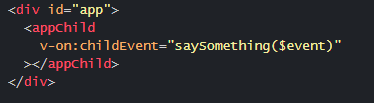 <div id="app">
<appChild
v-on:childEvent="saySomething($event)"
></appChild>
</div>